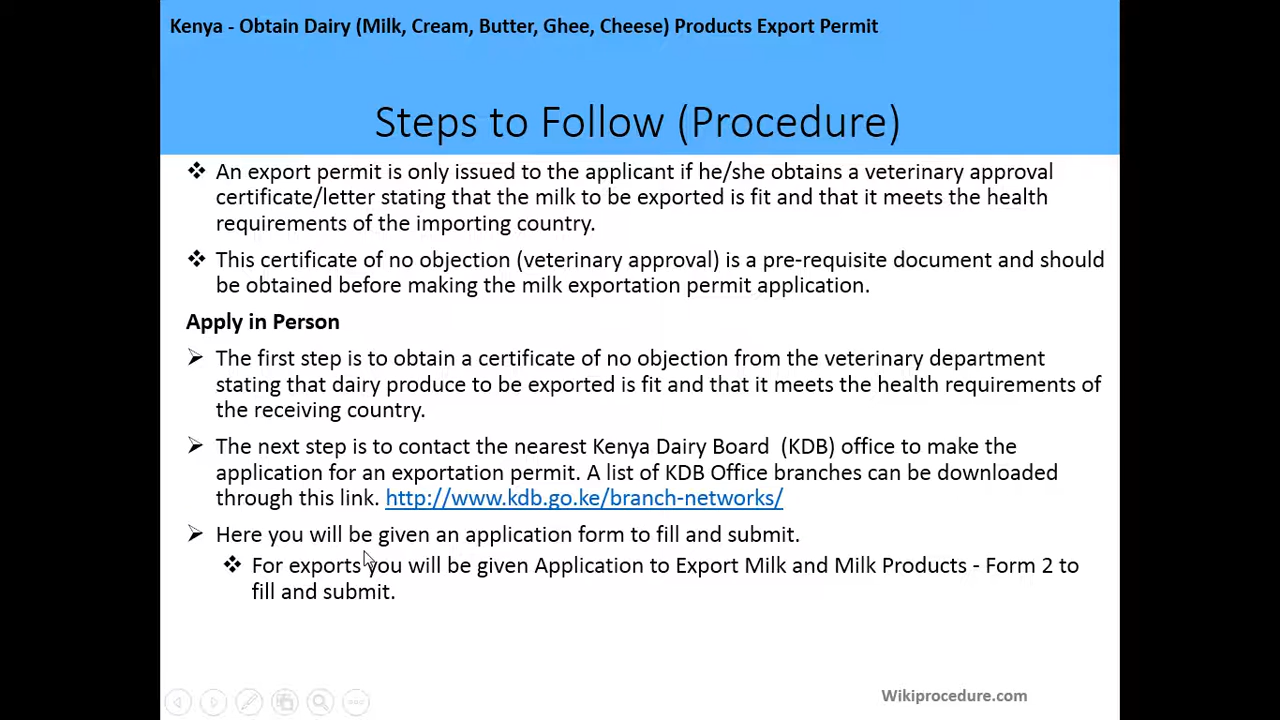 Kenya - Obtain Dairy (Milk, Cream, Butter, Ghee, Cheese) Products Export Permit
Steps to Follow (Procedure)
An export permit is only issued to the applicant if he/she obtains a veterinary approval
certificate/letter stating that the milk to be exported is fit and that it meets the health
requirements of the importing country.
This certificate of no objection (veterinary approval) is a pre-requisite document and should
be obtained before making the milk exportation permit application.
Apply in Person
The first step is to obtain a certificate of no objection from the veterinary department
stating that dairy produce to be exported is fit and that it meets the health requirements of
the receiving country.
The next step is to contact the nearest Kenya Dairy Board  (KDB) office to make the
application for an exportation permit. A list of KDB Office branches can be downloaded
through this link. http://www.kdb.go.ke/branch-networks/
Here you will be given an application form to fill and submit.
For exports you will be given Application to Export Milk and Milk Products - Form 2 to
fill and submit.
Wikiprocedure.com